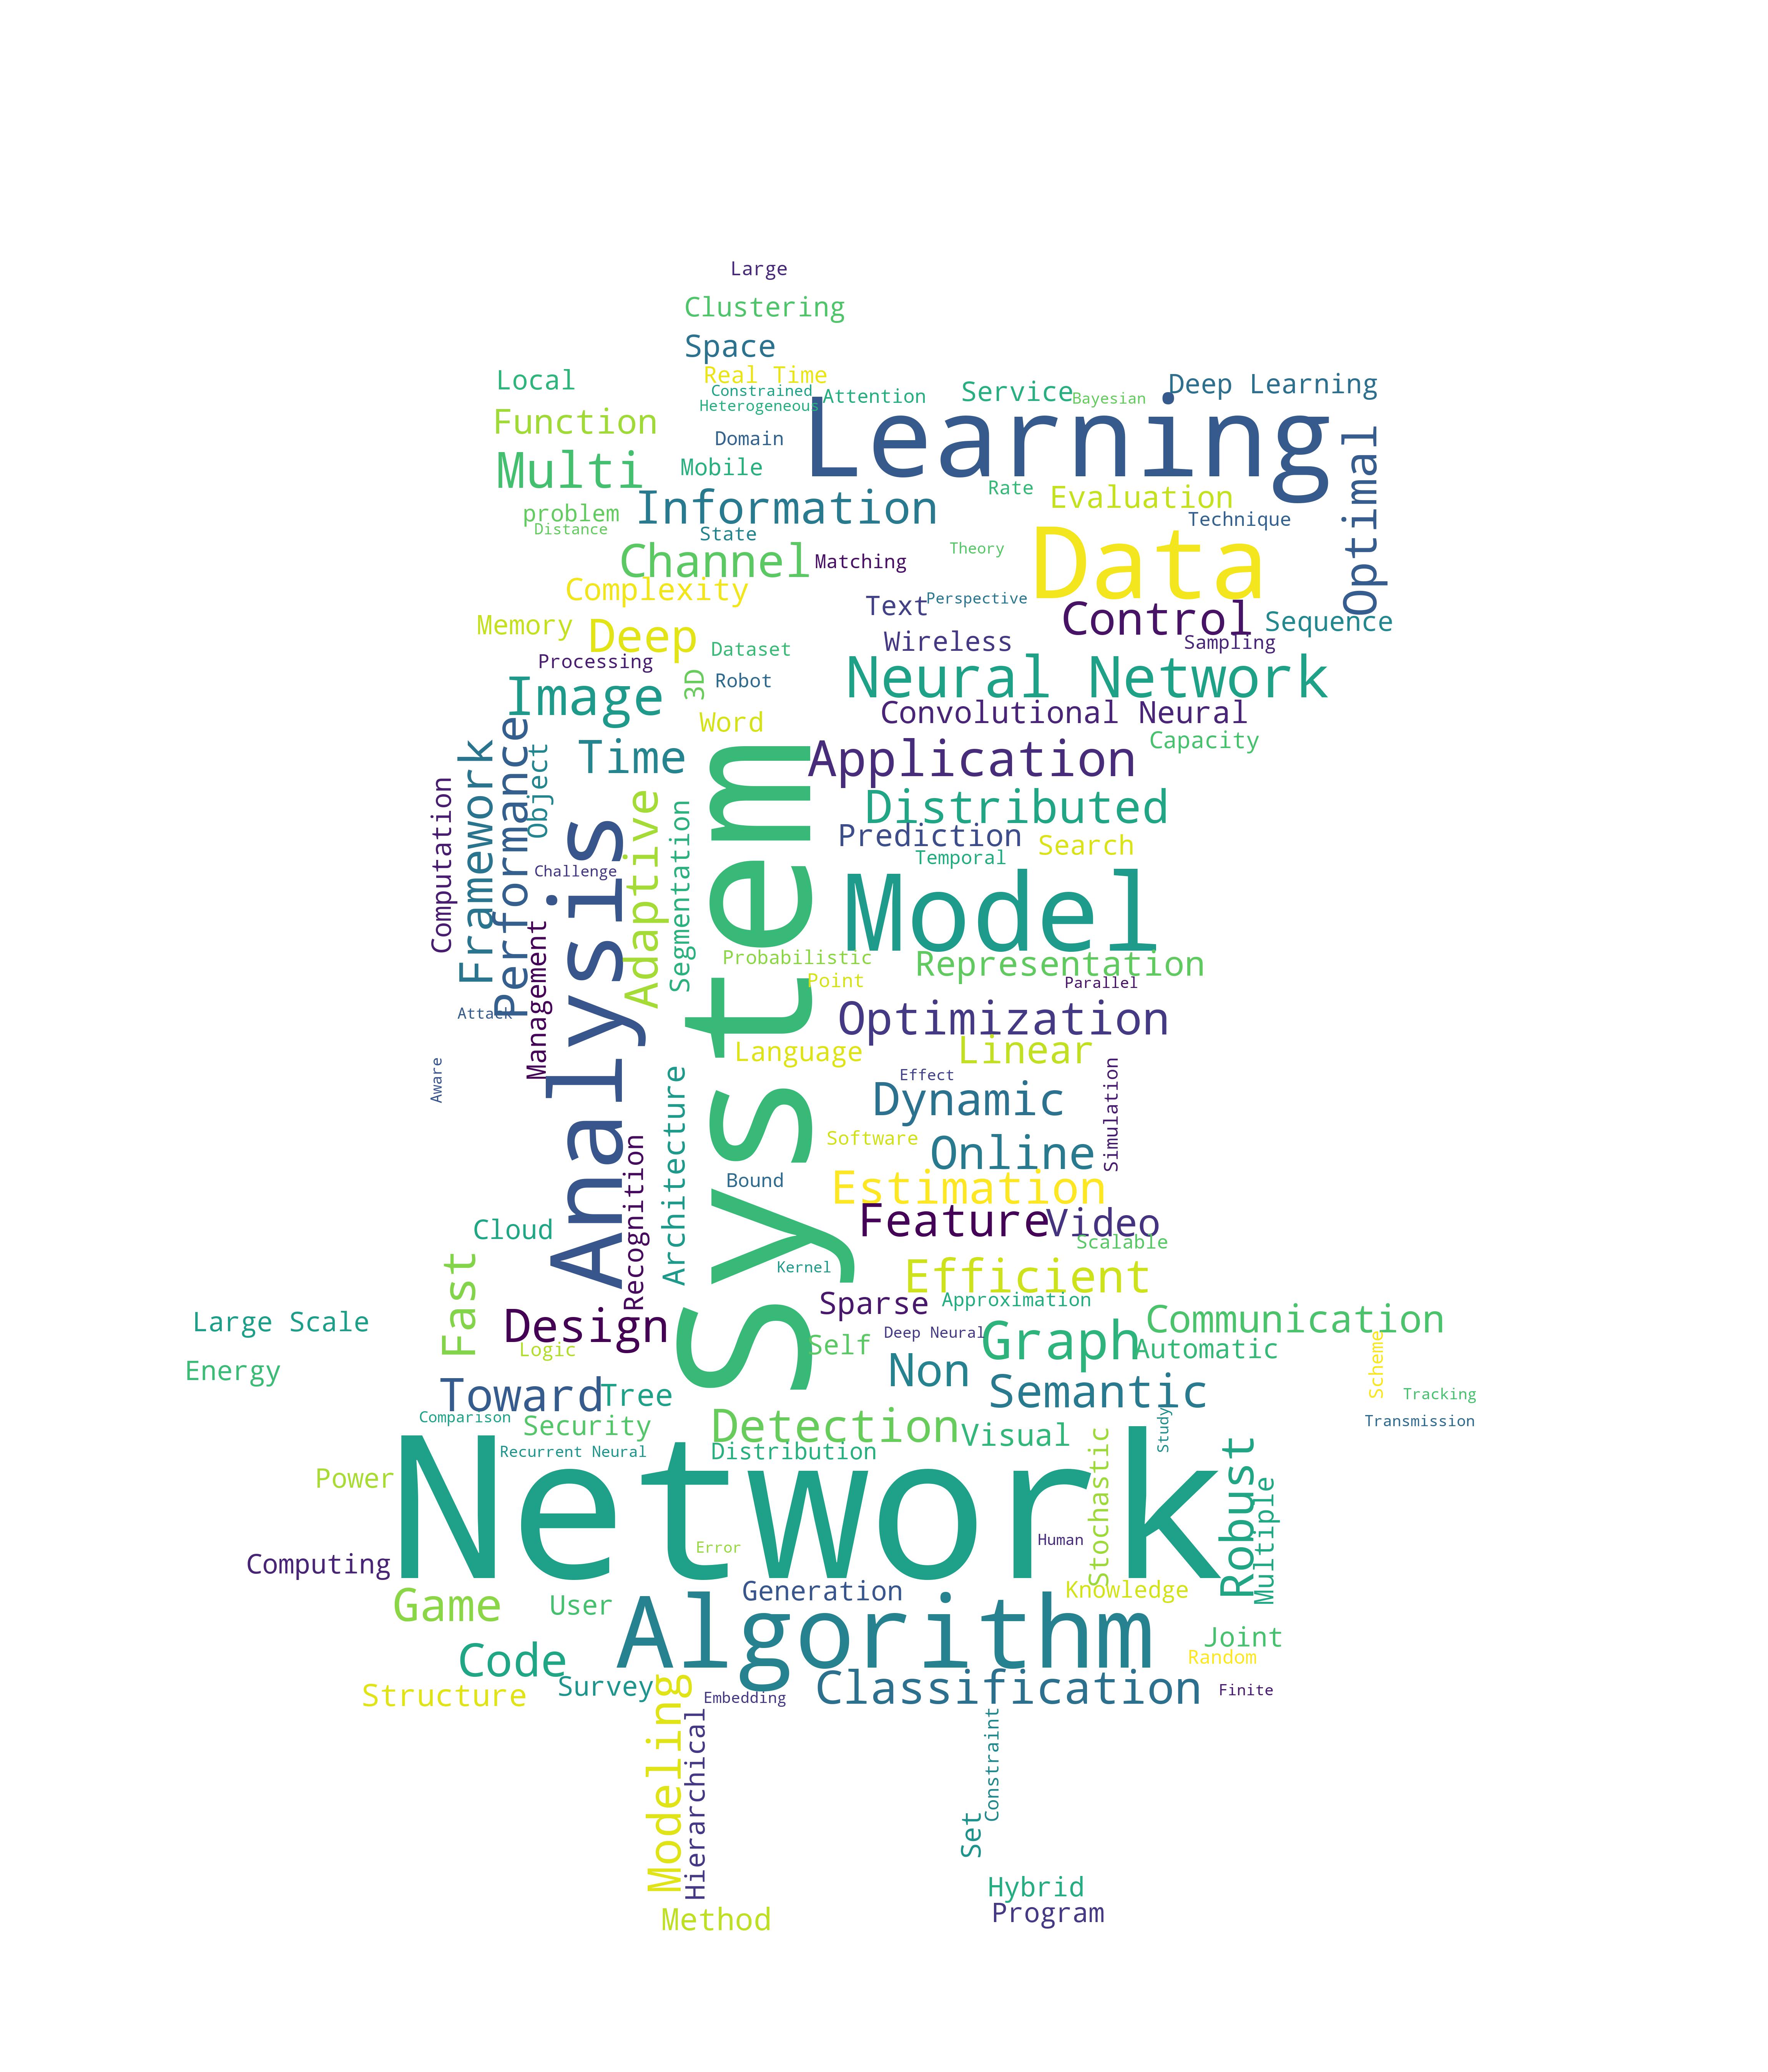 Large
Clustering
Space
Local
Real Time
Deep Learning
Constrained
Attention
Service
Bayesian
Heterogeneous
Function
Learning
Domain
Multi
Mobile
Optimal
Rate
Evaluation
Information
problem
Technique
Distance
State
Channel
Matching
Theory
Data
Complexity
Text
Perspective
Memory
Control
Sequence
Deep
Wireless
Sampling
Dataset
Processing
3D
Robot
Neural Network
Image
Word
Convolutional Neural
Capacity
Time
Application
Framework
Performance
Object
Computation
Distributed
Adaptive
Segmentation
Prediction
Search
Temporal
Challenge
Analysis
System
Model
Management
Probabilistic
Representation
Point
Parallel
Attack
Optimization
Language
Linear
Aware
Effect
Simulation
Architecture
Dynamic
Software
Online
Recognition
Bound
Estimation
Cloud
Feature
Video
Scalable
Kernel
Efficient
Fast
Sparse
Approximation
Large Scale
Design
Communication
Deep Neural
Graph
Logic
Self
Automatic
Scheme
Energy
Non
Toward
Tree
Semantic
Tracking
Comparison
Security
Detection
Visual
Study
Transmission
Recurrent Neural
Distribution
Power
Network
Stochastic
Robust
Multiple
Error
Human
Computing
Game
User
Generation
Knowledge
Algorithm
Joint
Code
Random
Structure
Survey
Modeling
Embedding
Classification
Finite
Hierarchical
Constraint
Set
Hybrid
Program
Method